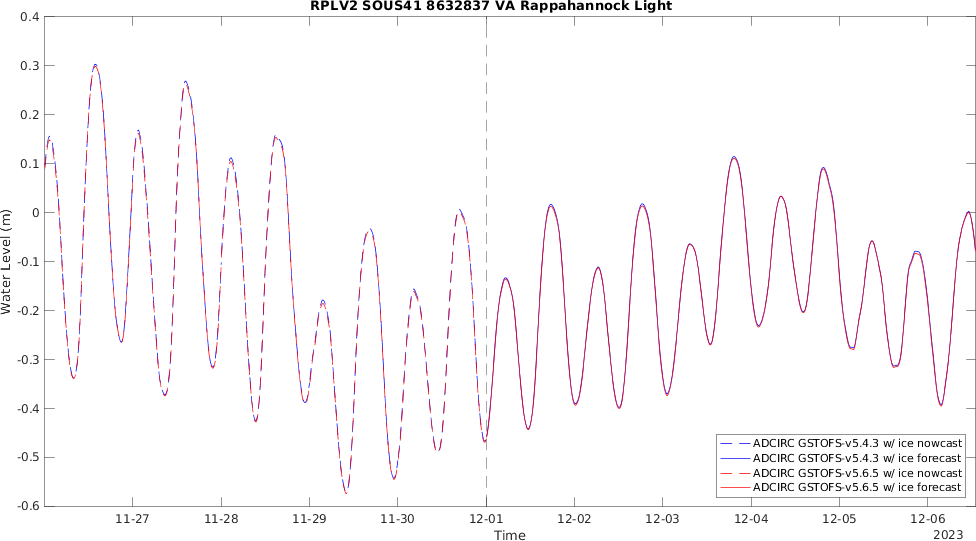 RPLV2 SOUS41 8632837 VA Rappahannock Light
0.4
0.3
0.2
0.1
0
-0.1
-0.2
-0.3
-0.4
-0.5
-0.6
Water Level (m)
ADCIRC GSTOFS-v5.4.3 w/ ice nowcast
ADCIRC GSTOFS-v5.4.3 w/ ice forecast
ADCIRC GSTOFS-v5.6.5 w/ ice nowcast
ADCIRC GSTOFS-v5.6.5 w/ ice forecast
11-27 11-28 11-29 11-30 12-01 12-02 12-03 12-04 12-05 12-06
Time
2023